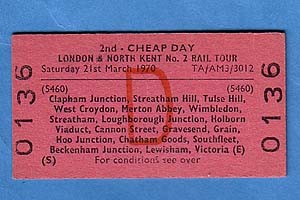 2nd - CHEAP DAY
LONDON & NORTH KENT No. 2 RAIL TOUR
Saturday 21st March 1970 TA/AM3/3012
(5460) (5460)
Clapham Junction, Streatham Hill, Tulse Hill,
West Croydon, Merton Abbey, Wimbledon,
Streatham, Loughborough Junction, Holborn
Viaduct, Cannon Street, Gravesend, Grain,
Hoo Junction, Chatham Goods, Southfleet,
Beckenham Junction, Lewisham, Victoria (E)
(S) For conditions see over
D
0136
0136